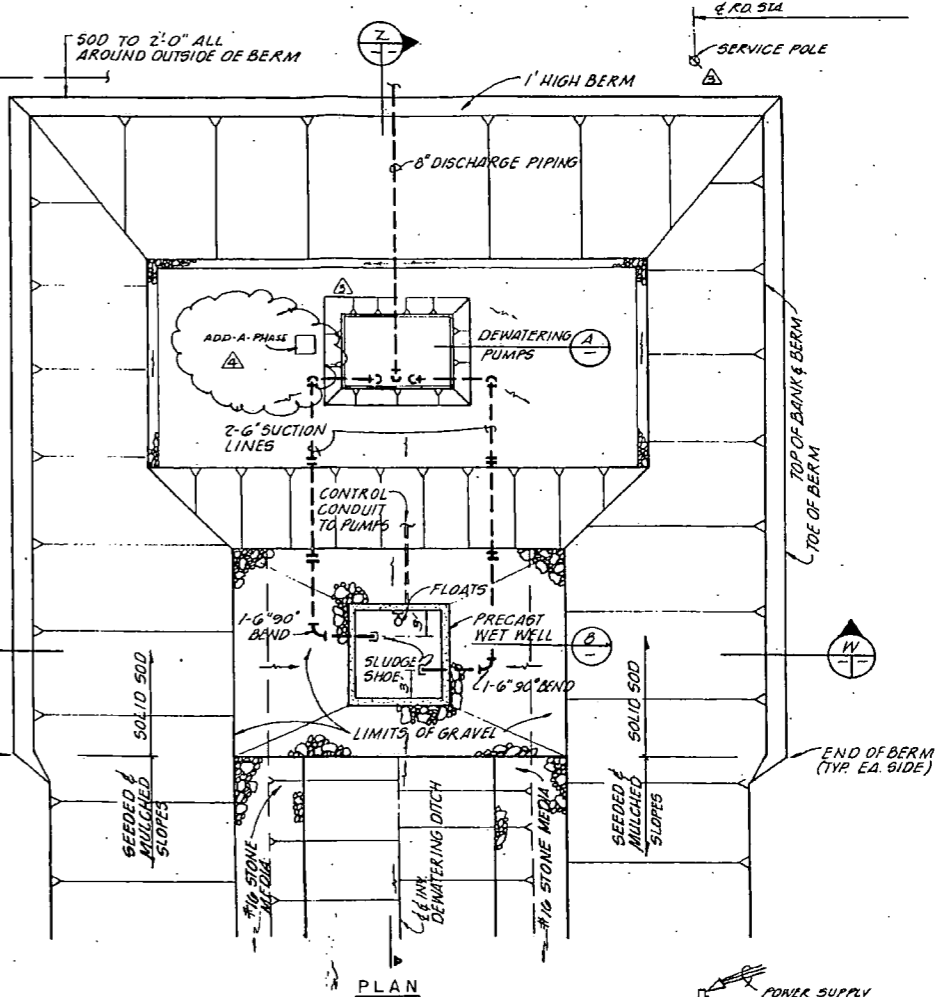 ₵ RD. STA
SOD TO 2'-0" ALL
AROUND OUTSIDE OF BERM
Z
SERVICE POLE
3
1' HIGH BERM
8" DISCHARGE PIPING
3
ADD-A-PHASE
4
DEWATERING
PUMPS
A
2-6" SUCTION
LINES
TOP OF BANK & BERM
TOE OF BERM
CONTROL
CONDUIT
TO PUMPS
FLOATS
1-6" 90°
BEND
3'
PRECAST
WET WELL
B
SLUDGE
SHOE
3'
1-6" 90° BEND
W
SOLID SOD
SOLID SOD
LIMITS OF GRAVEL
END OF BERM
(TYP. EA. SIDE)
SEEDED &
MULCHED
SLOPES
#16 STONE
MEDIA
₵ & INV.
DEWATERING DITCH
#16 STONE MEDIA
SEEDED &
MULCHED
SLOPES
PLAN
POWER SUPPLY